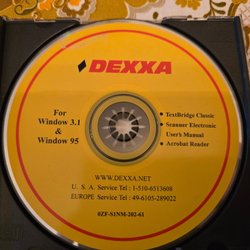 DEXXA
For
Window 3.1
&
Window 95
TextBridge Classic
Scanner Electronic
User's Manual
Acrobat Reader
WWW.DEXXA.NET
U. S. A. Service Tel : 1-510-6513608
EUROPE Service Tel : 49-6105-289022
0ZF-S1NM-202-61